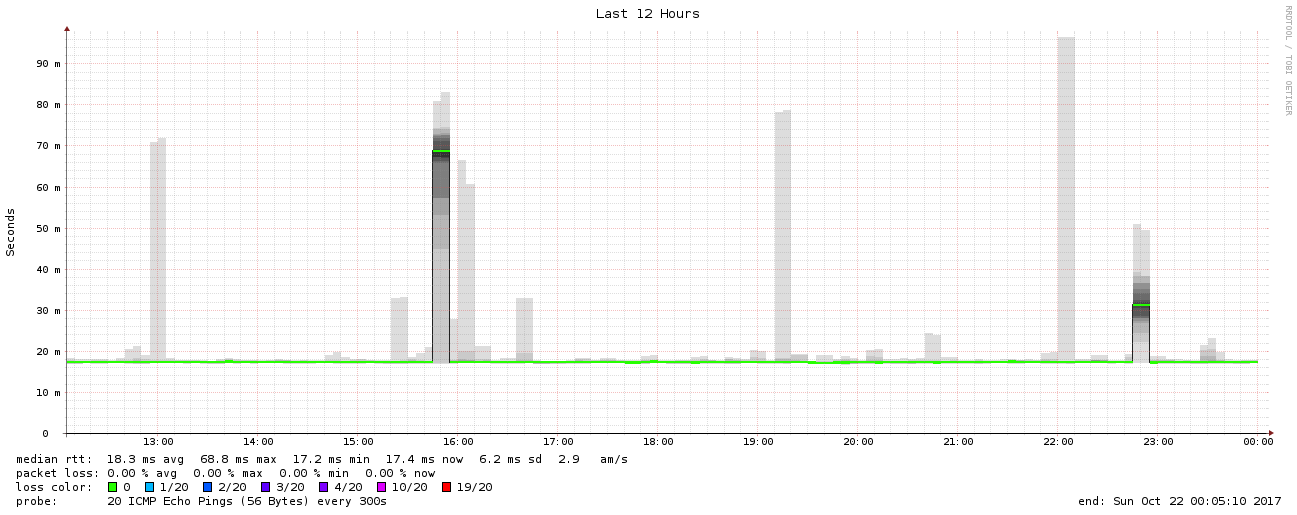 Last 12 Hours
RRDTOOL / TOBI OETIKER
Seconds
90 m
80 m
70 m
60 m
50 m
40 m
30 m
20 m
10 m
0
13:00 14:00 15:00 16:00 17:00 18:00 19:00 20:00 21:00 22:00 23:00 00:00
median rtt: 18.3 ms avg 68.8 ms max 17.2 ms min 17.4 ms now 6.2 ms sd 2.9 am/s
packet loss: 0.00 % avg 0.00 % max 0.00 % min 0.00 % now
loss color: 0 1/20 2/20 3/20 4/20 10/20 19/20
probe: 20 ICMP Echo Pings (56 Bytes) every 300s end: Sun Oct 22 00:05:10 2017